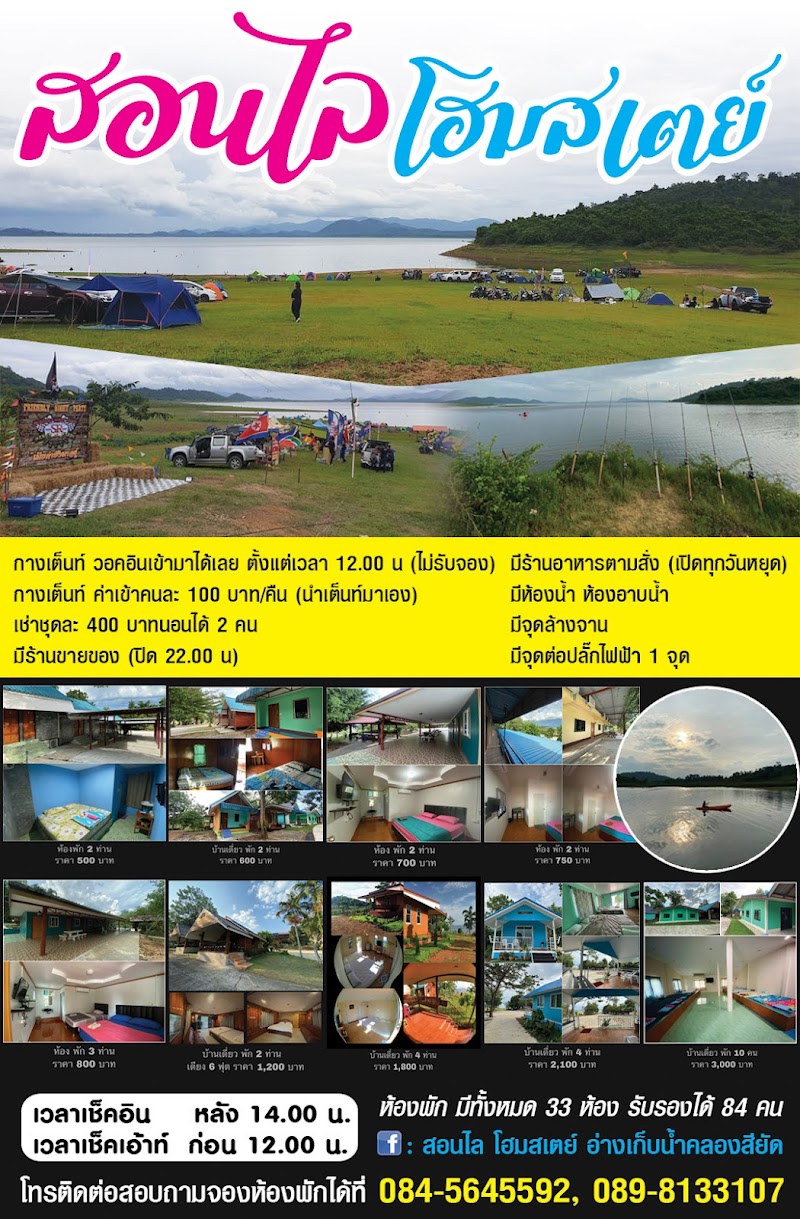 สอนไล โฮมสเตย์
FRIENDLY NIGHT PARTY
กางเต็นท์ วอคอินเข้ามาได้เลย ตั้งแต่เวลา 12.00 น (ไม่รับจอง)
กางเต็นท์ ค่าเข้าคนละ 100 บาท/คืน (นำเต็นท์มาเอง)
เช่าชุดละ 400 บาทนอนได้ 2 คน
มีร้านขายของ (ปิด 22.00 น)
มีร้านอาหารตามสั่ง (เปิดทุกวันหยุด)
มีห้องน้ำ ห้องอาบน้ำ
มีจุดล้างจาน
มีจุดต่อปลั๊กไฟฟ้า 1 จุด
ห้องพัก 2 ท่าน
ราคา 500 บาท
บ้านเดี่ยว พัก 2 ท่าน
ราคา 600 บาท
ห้อง พัก 2 ท่าน
ราคา 700 บาท
ห้อง พัก 2 ท่าน
ราคา 750 บาท
ห้อง พัก 3 ท่าน
ราคา 800 บาท
บ้านเดี่ยว พัก 2 ท่าน
เตียง 6 ฟุต ราคา 1,200 บาท
บ้านเดี่ยว พัก 4 ท่าน
ราคา 1,800 บาท
บ้านเดี่ยว พัก 4 ท่าน
ราคา 2,100 บาท
บ้านเดี่ยว พัก 10 คน
ราคา 3,000 บาท
เวลาเช็คอิน หลัง 14.00 น.
เวลาเช็คเอ้าท์ ก่อน 12.00 น.
ห้องพัก มีทั้งหมด 33 ห้อง รับรองได้ 84 คน
f : สอนไล โฮมสเตย์ อ่างเก็บน้ำคลองสียัด
โทรติดต่อสอบถามจองห้องพักได้ที่ 084-5645592, 089-8133107